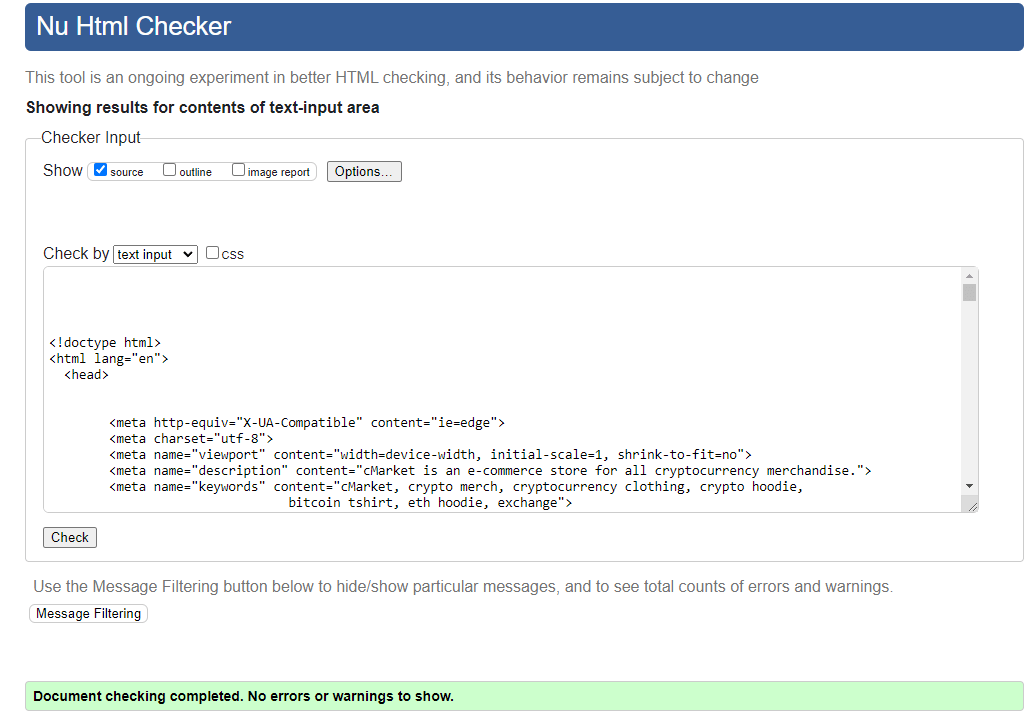 Nu Html Checker
This tool is an ongoing experiment in better HTML checking, and its behavior remains subject to change
Showing results for contents of text-input area
Checker Input
Show source outline image report Options...
Check by text input css
<!doctype html>
<html lang="en">
<head>
<meta http-equiv="X-UA-Compatible" content="ie=edge">
<meta charset="utf-8">
<meta name="viewport" content="width=device-width, initial-scale=1, shrink-to-fit=no">
<meta name="description" content="cMarket is an e-commerce store for all cryptocurrency merchandise.">
<meta name="keywords" content="cMarket, crypto merch, cryptocurrency clothing, crypto hoodie,
bitcoin tshirt, eth hoodie, exchange">
Check
Use the Message Filtering button below to hide/show particular messages, and to see total counts of errors and warnings.
Message Filtering
Document checking completed. No errors or warnings to show.